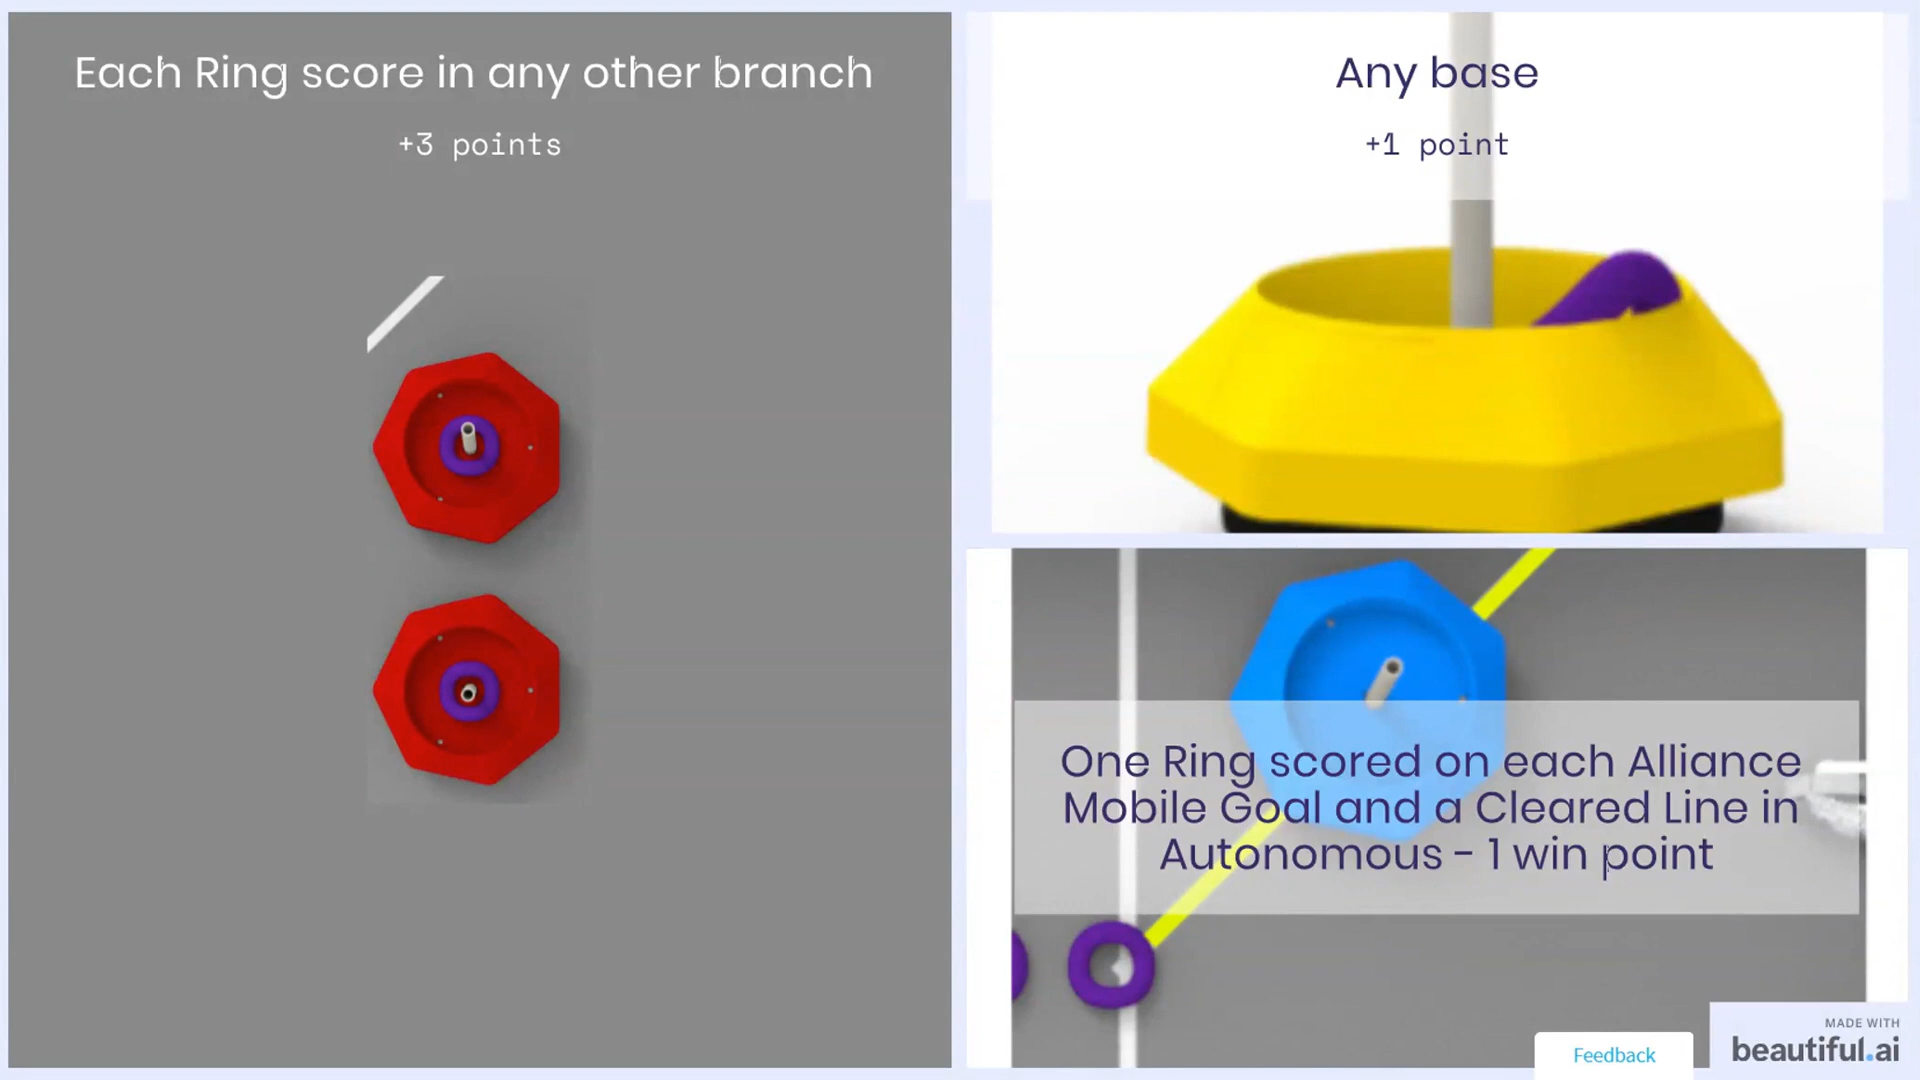 Each Ring score in any other branch
+3 points
Any base
+1 point
One Ring scored on each Alliance
Mobile Goal and a Cleared Line in
Autonomous - 1 win point
Feedback
MADE WITH
beautiful.ai